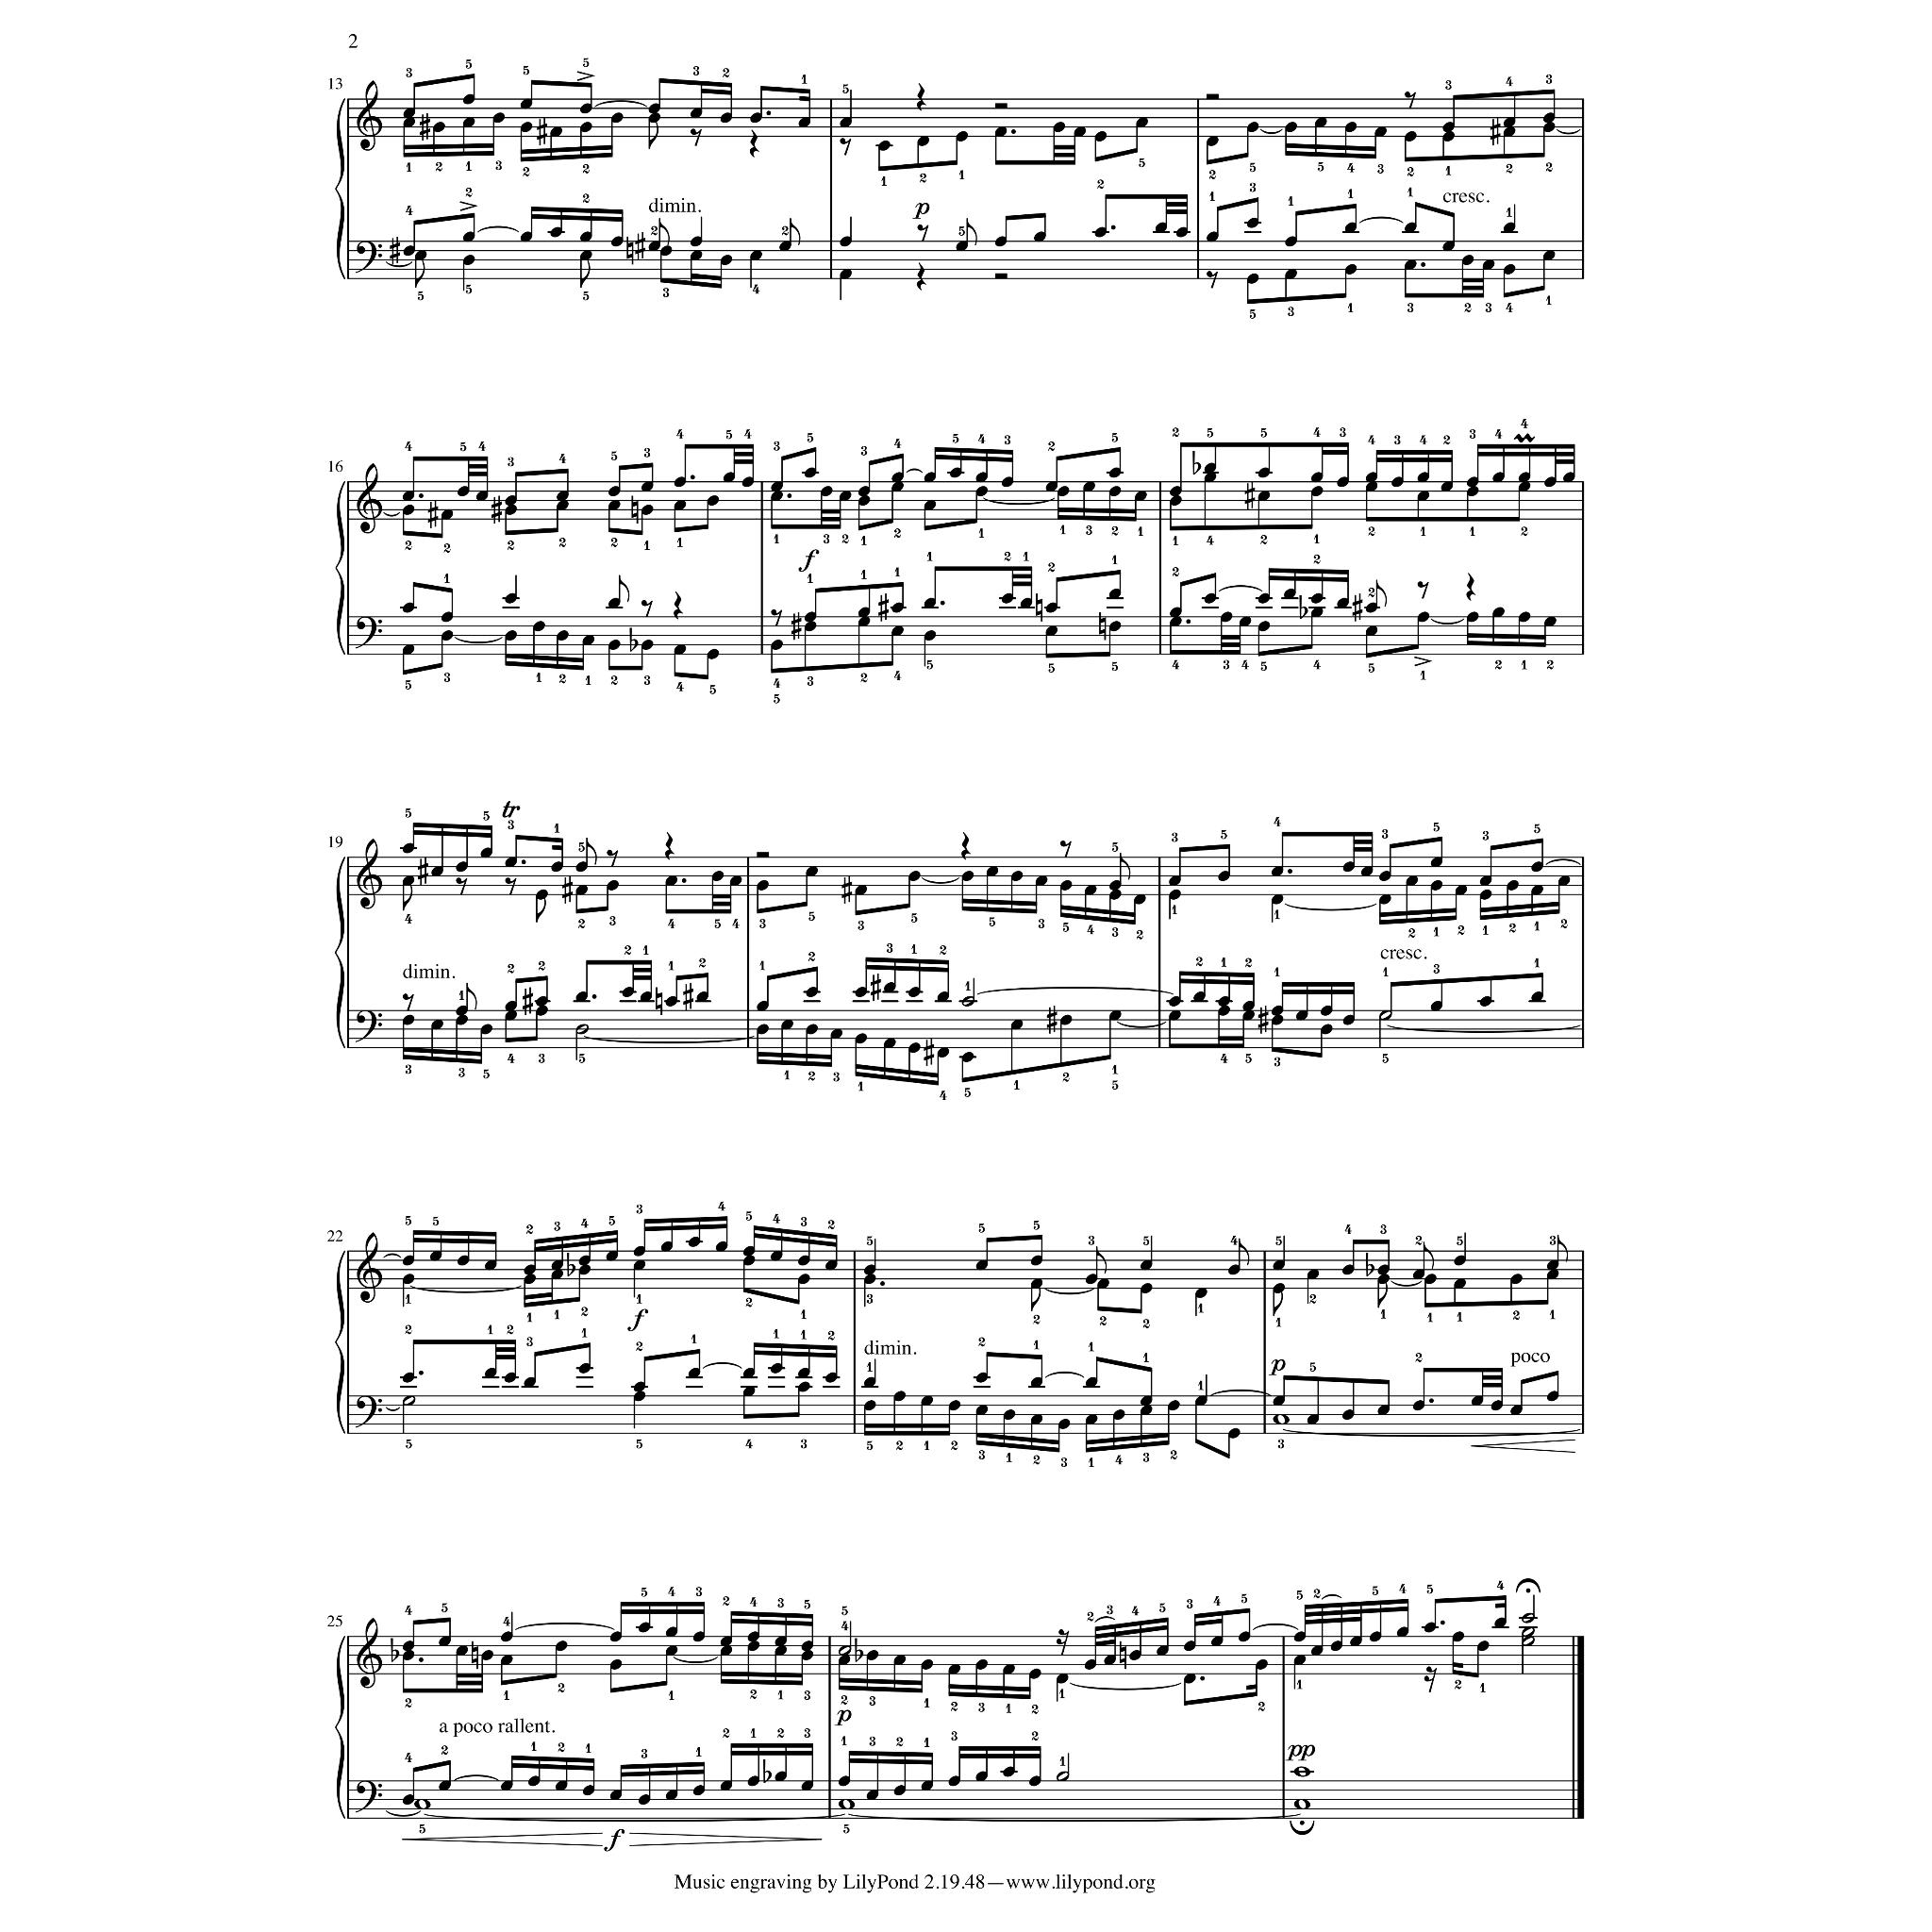 2
13
dimin.
p
cresc.
16
f
19
tr
dimin.
cresc.
22
f
dimin.
p
poco
25
a poco rallent.
f
p
pp
Music engraving by LilyPond 2.19.48—www.lilypond.org